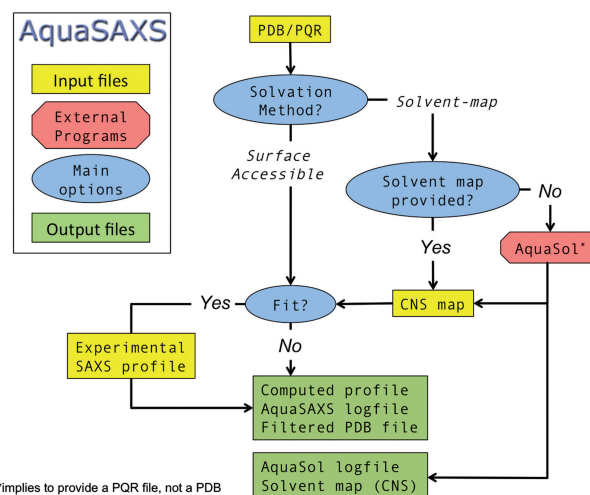 AquaSAXS
Input files
External
Programs
Main
options
Output files
PDB/PQR
Solvation
Method?
Solvent-map
Surface
Accessible
Solvent map
provided?
No
Yes
AquaSol*
Yes
Fit?
CNS map
No
Experimental
SAXS profile
Computed profile
AquaSAXS logfile
Filtered PDB file
AquaSol logfile
Solvent map (CNS)
*implies to provide a PQR file, not a PDB